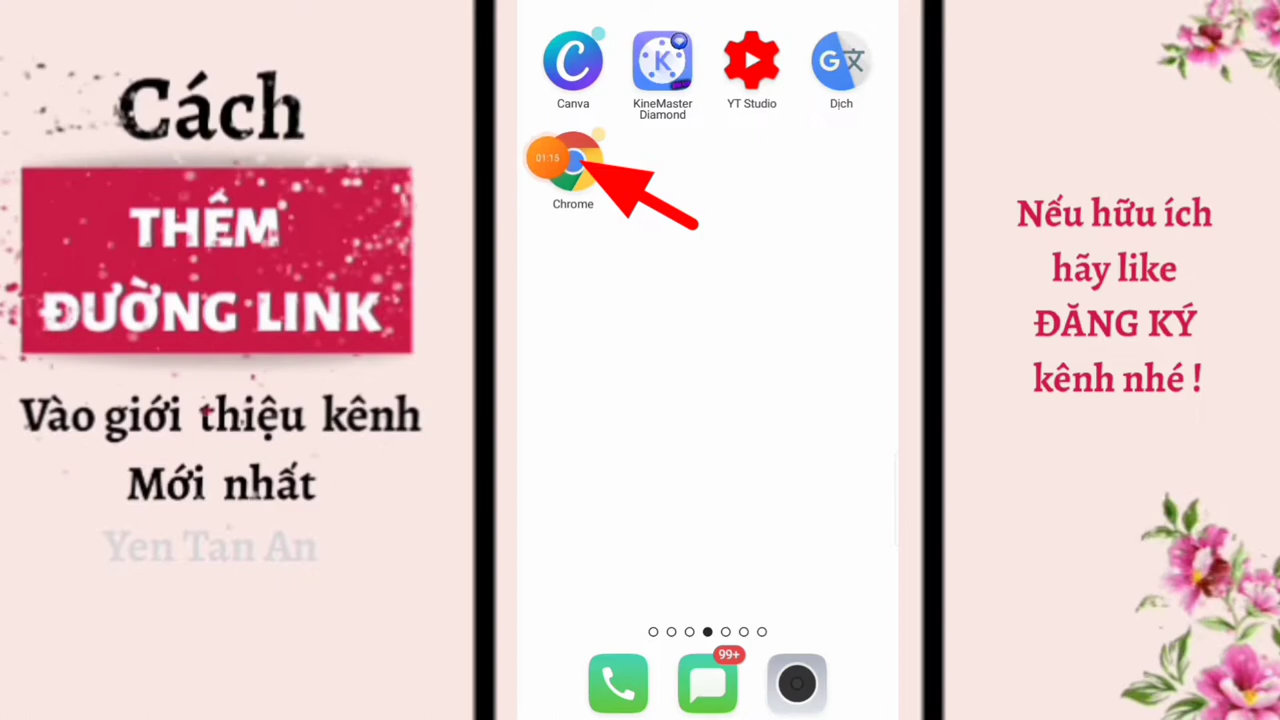 Cách
THÊM
ĐƯỜNG LINK
Vào giới thiệu kênh
Mới nhất
Yen Tan An
Canva
KineMaster
Diamond
YT Studio
Dịch
01:15
Chrome
99+
Nếu hữu ích
hãy like
ĐĂNG KÝ
kênh nhé !